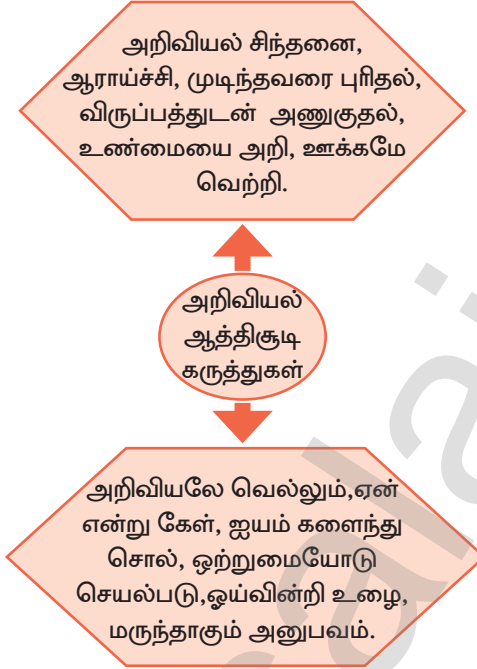 அறிவியல் சிந்தனை,
ஆராய்ச்சி, முடிந்தவரை புரிதல்,
விருப்பத்துடன் அணுகுதல்,
உண்மையை அறி, ஊக்கமே
வெற்றி.
அறிவியல்
ஆத்திசூடி
கருத்துகள்
அறிவியலே வெல்லும்,ஏன்
என்று கேள், ஐயம் களைந்து
சொல், ஒற்றுமையோடு
செயல்படு,ஓய்வின்றி உழை,
மருந்தாகும் அனுபவம்.